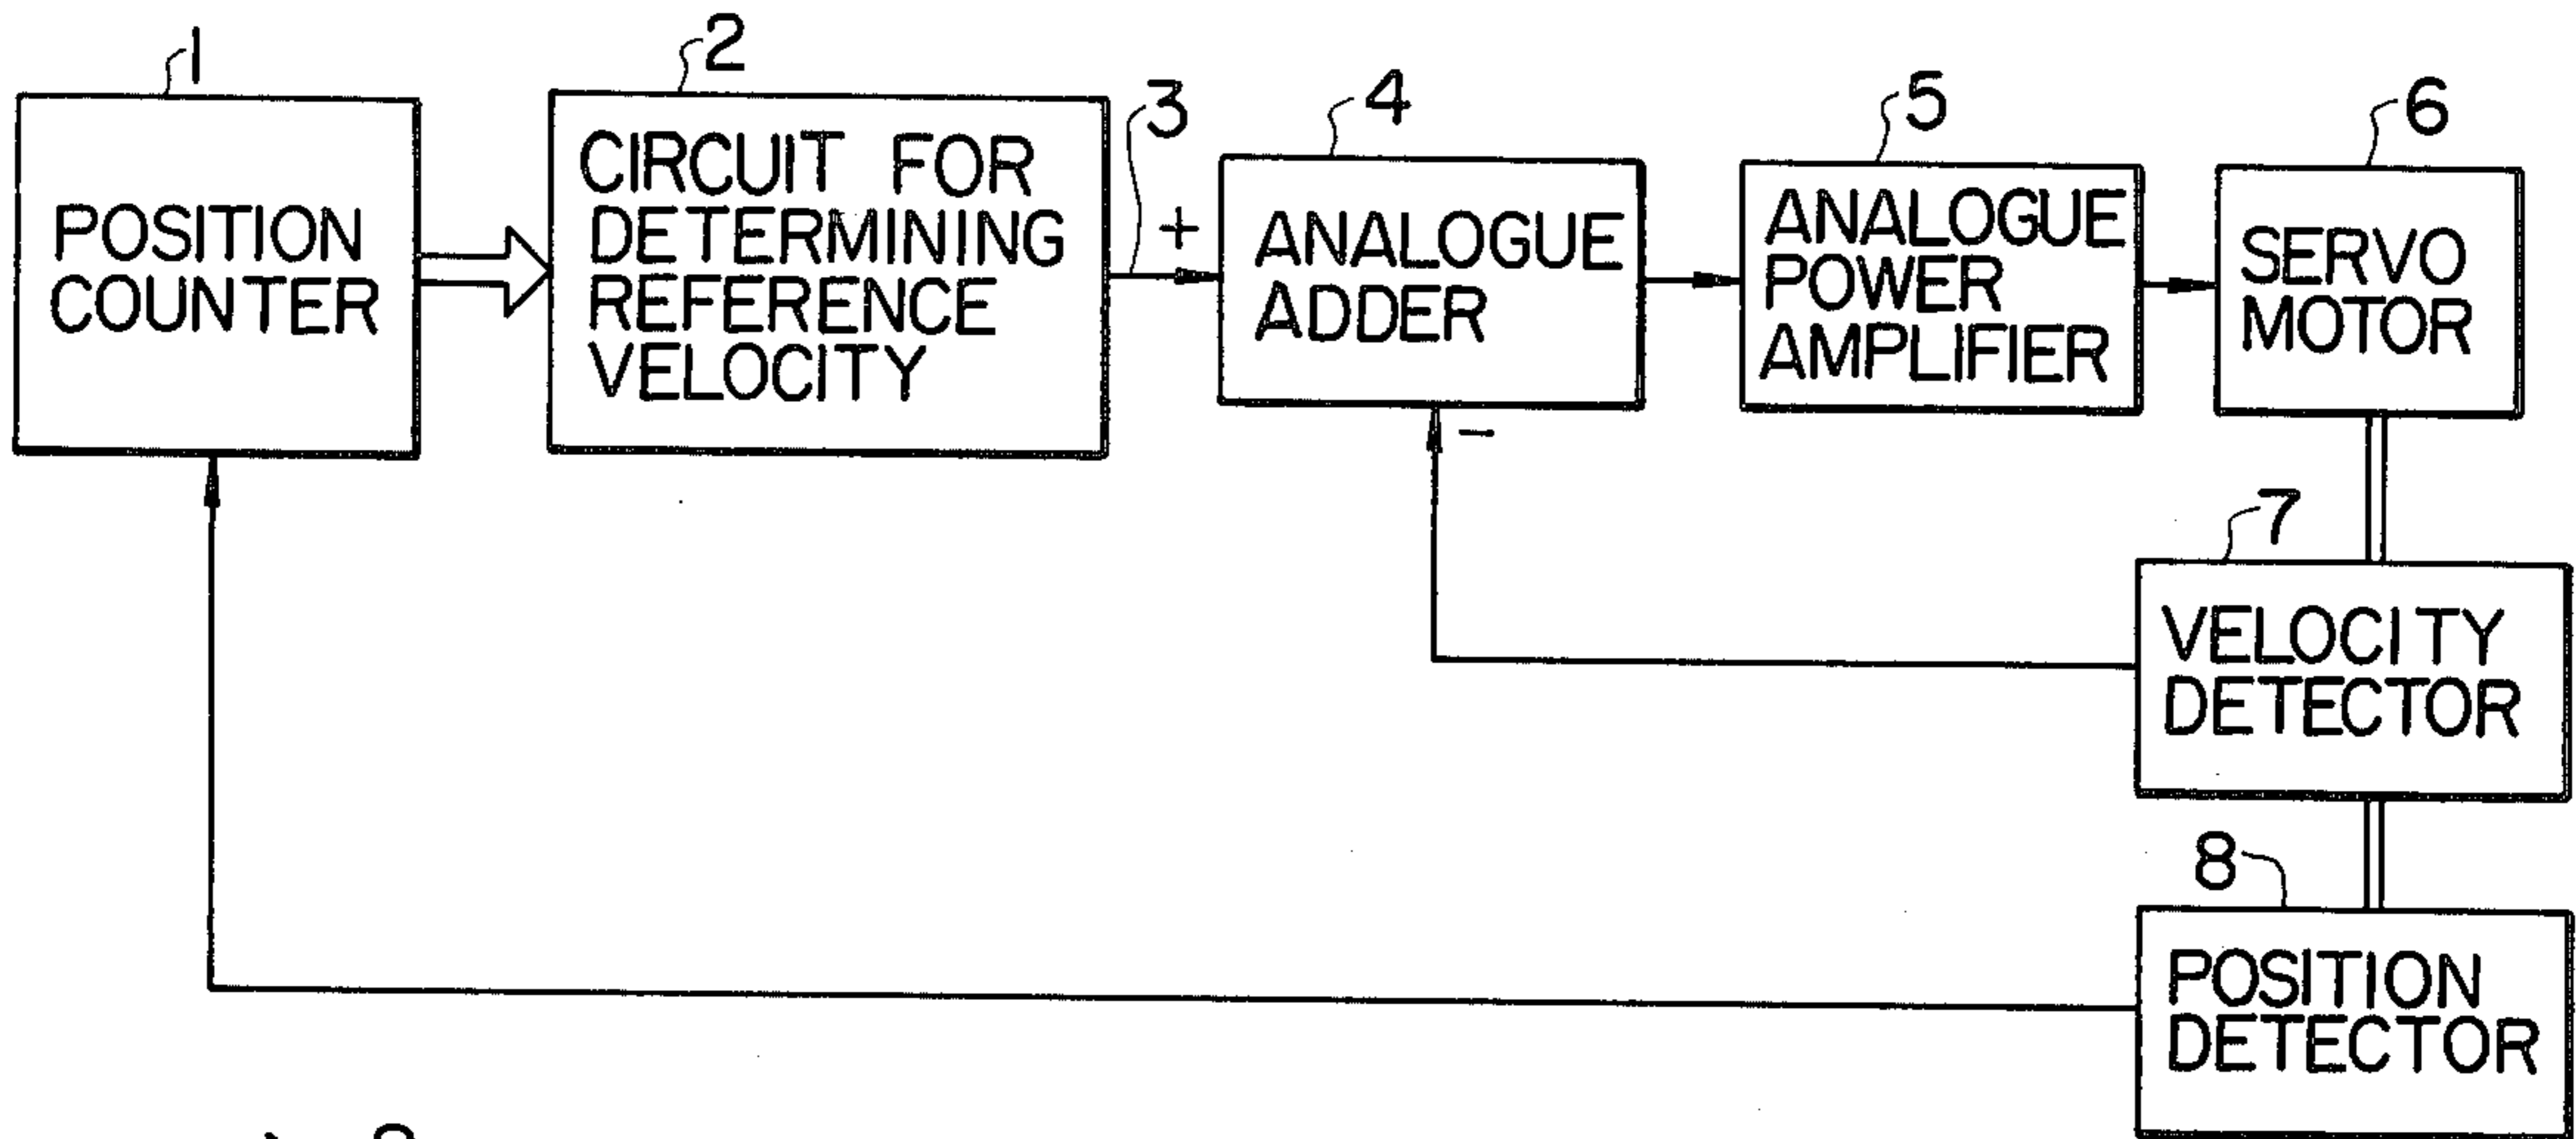 1
POSITION
COUNTER
2
CIRCUIT FOR
DETERMINING
REFERENCE
VELOCITY
3
+
4
ANALOGUE
ADDER
-
5
ANALOGUE
POWER
AMPLIFIER
6
SERVO
MOTOR
7
VELOCITY
DETECTOR
8
POSITION
DETECTOR